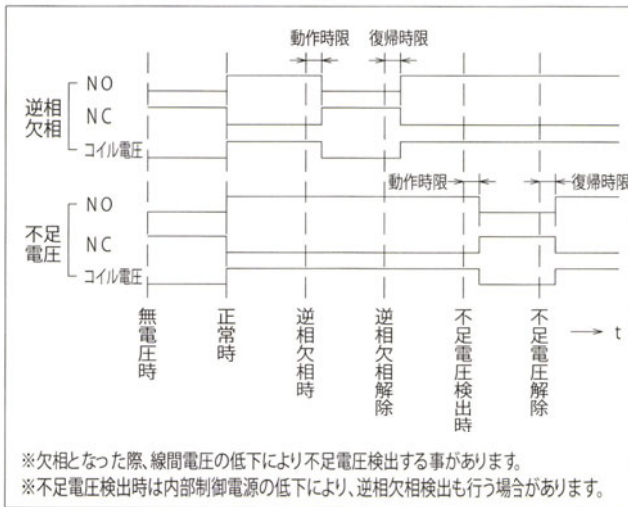 動作時限 復帰時限
逆相
欠相
NO
NC
コイル電圧
動作時限 復帰時限
不足
電圧
NO
NC
コイル電圧
無電圧時
正常時
逆相欠相時
逆相欠相解除
不足電圧検出時
不足電圧解除
t
※欠相となった際、線間電圧の低下により不足電圧検出する事があります。
※不足電圧検出時は内部制御電源の低下により、逆相欠相検出も行う場合があります。